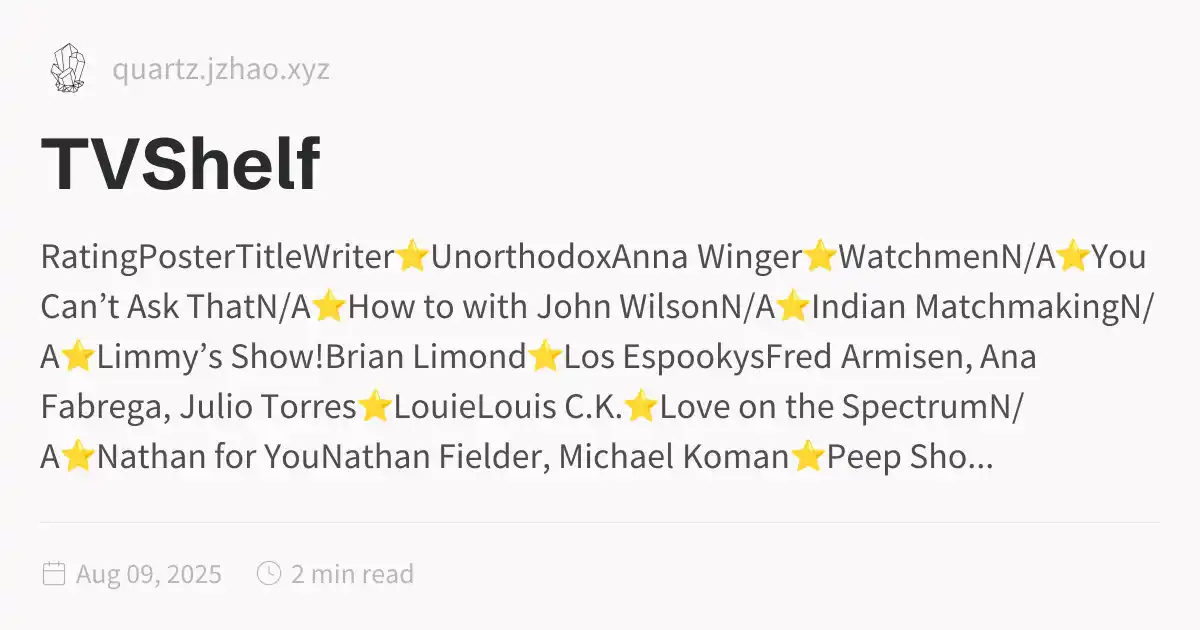 quartz.jzhao.xyz
TVShelf
RatingPosterTitleWriter⭐UnorthodoxAnna Winger⭐WatchmenN/A⭐You
Can’t Ask ThatN/A⭐How to with John WilsonN/A⭐Indian MatchmakingN/
A⭐Limmy’s Show!Brian Limond⭐Los EspookysFred Armisen, Ana
Fabrega, Julio Torres⭐LouieLouis C.K.⭐Love on the SpectrumN/
A⭐Nathan for YouNathan Fielder, Michael Koman⭐Peep Sho...
Aug 09, 2025 2 min read